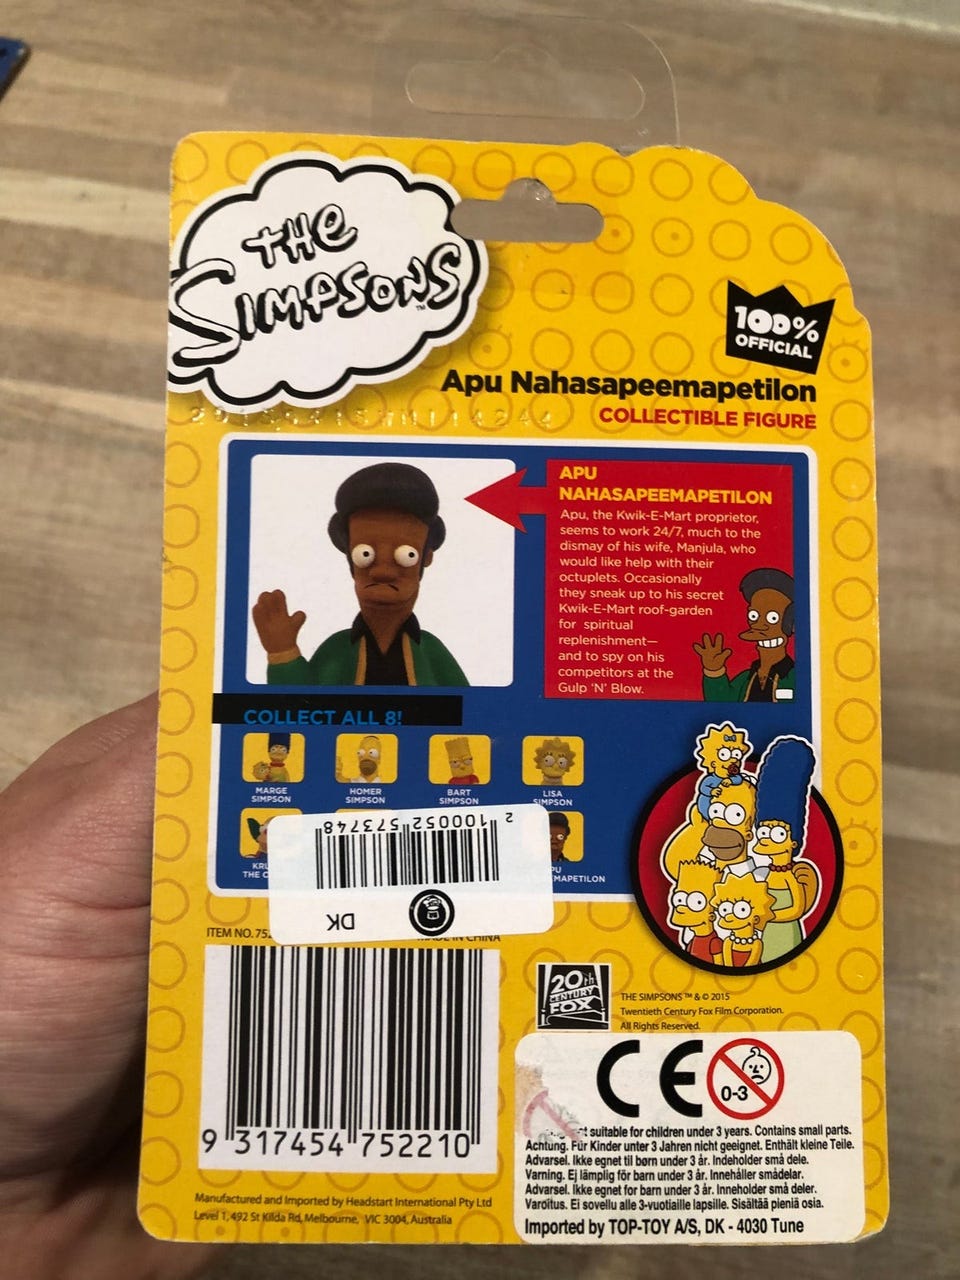 THE
SIMPSONS
TM
100%
OFFICIAL
Apu Nahasapeemapetilon
COLLECTIBLE FIGURE
APU
NAHASAPEEMAPETILON
Apu, the Kwik-E-Mart proprietor,
seems to work 24/7, much to the
dismay of his wife, Manjula, who
would like help with their
octuplets. Occasionally
they sneak up to his secret
Kwik-E-Mart roof-garden
for spiritual
replenishment—
and to spy on his
competitors at the
Gulp 'N' Blow.
COLLECT ALL 8!
MARGE
SIMPSON
HOMER
SIMPSON
BART
SIMPSON
LISA
SIMPSON
KRU
THE C
PU
EMAPETILON
2 100052 573748
DK
ITEM NO. 752
MADE IN CHINA
9 317454 752210
20th
CENTURY
FOX
THE SIMPSONS ™ & © 2015
Twentieth Century Fox Film Corporation.
All Rights Reserved.
CE
0-3
suitable for children under 3 years. Contains small parts.
Achtung. Für Kinder unter 3 Jahren nicht geeignet. Enthält kleine Teile.
Advarsel. Ikke egnet til børn under 3 år. Indeholder små dele.
Varning. Ej lämplig för barn under 3 år. Innehåller smådelar.
Advarsel. Ikke egnet for barn under 3 år. Inneholder små deler.
Varoitus. Ei sovellu alle 3-vuotiaille lapsille. Sisältää pieniä osia.
Imported by TOP-TOY A/S, DK - 4030 Tune
Manufactured and Imported by Headstart International Pty Ltd
Level 1, 492 St Kilda Rd, Melbourne, VIC 3004, Australia